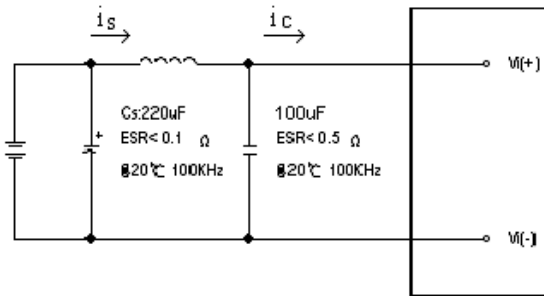 is
ic
Cs:220uF
ESR< 0.1 Ω
@20℃ 100KHz
100uF
ESR< 0.5 Ω
@20℃ 100KHz
+
Vi(+)
Vi(-)